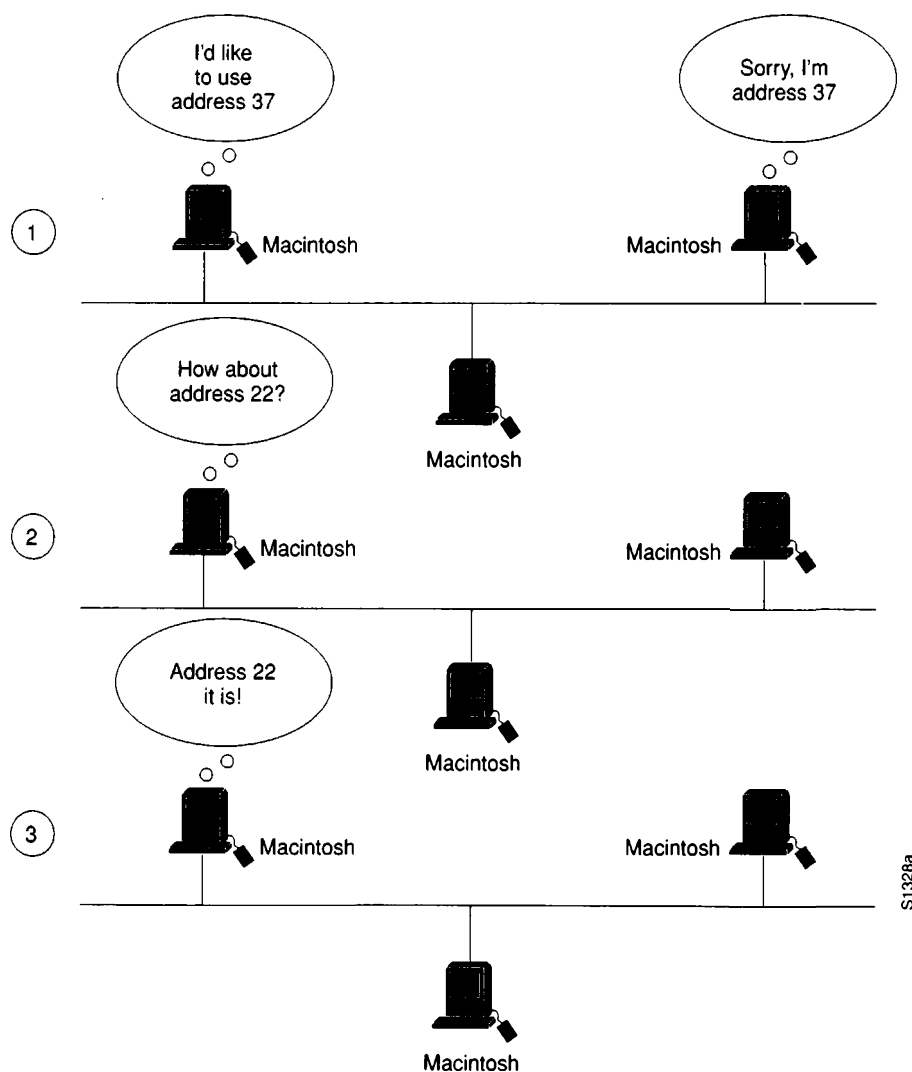 I'd like
to use
address 37
Sorry, I'm
address 37
1
Macintosh
Macintosh
Macintosh
How about
address 22?
2
Macintosh
Macintosh
Macintosh
Address 22
it is!
3
Macintosh
Macintosh
Macintosh
S1328a